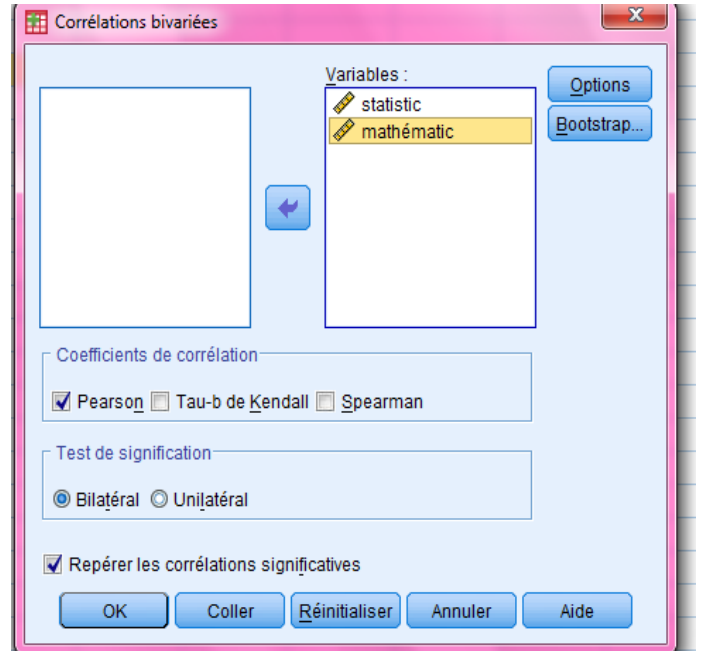 Corrélations bivariées
Variables :
statistic
mathématic
Options
Bootstrap...
Coefficients de corrélation
Pearson Tau-b de Kendall Spearman
Test de signification
Bilatéral Unilatéral
Repérer les corrélations significatives
OK Coller Réinitialiser Annuler Aide